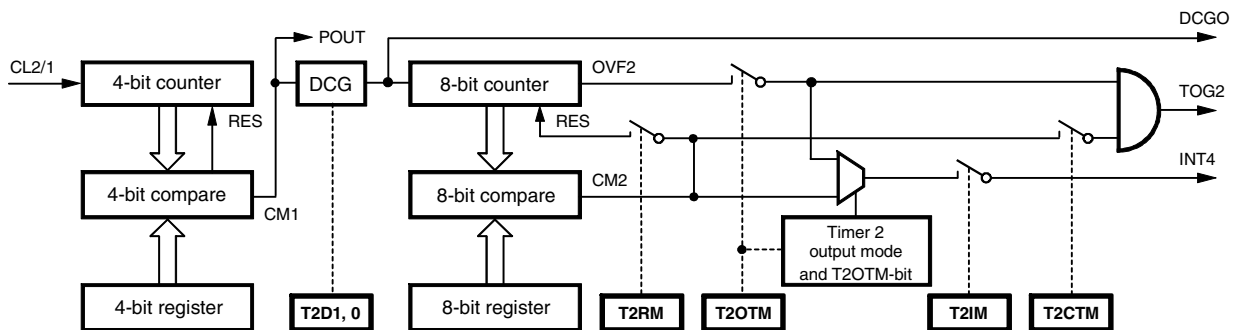 DCGO
POUT
CL2/1
4-bit counter
DCG
8-bit counter
OVF2
TOG2
RES
RES
INT4
4-bit compare
8-bit compare
CM2
CM1
Timer 2
output mode
and T2OTM-bit
4-bit register
T2D1, 0
8-bit register
T2RM
T2OTM
T2IM
T2CTM